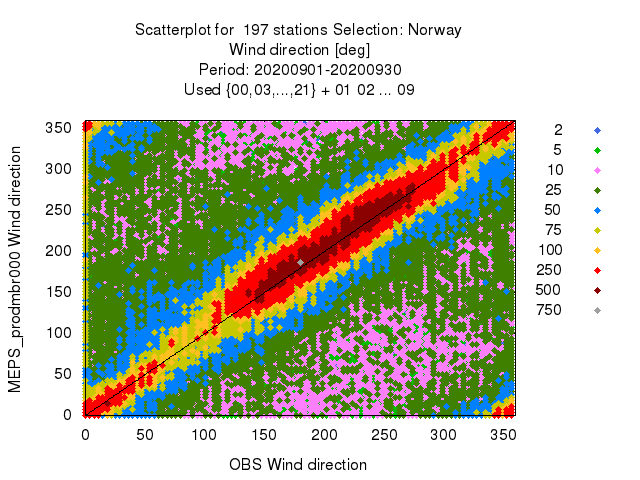 Scatterplot for 197 stations Selection: Norway
Wind direction [deg]
Period: 20200901-20200930
Used {00,03,...,21} + 01 02 ... 09
MEPS_prodmbr000 Wind direction
350
300
250
200
150
100
50
0
0 50 100 150 200 250 300 350
OBS Wind direction
2
5
10
25
50
75
100
250
500
750